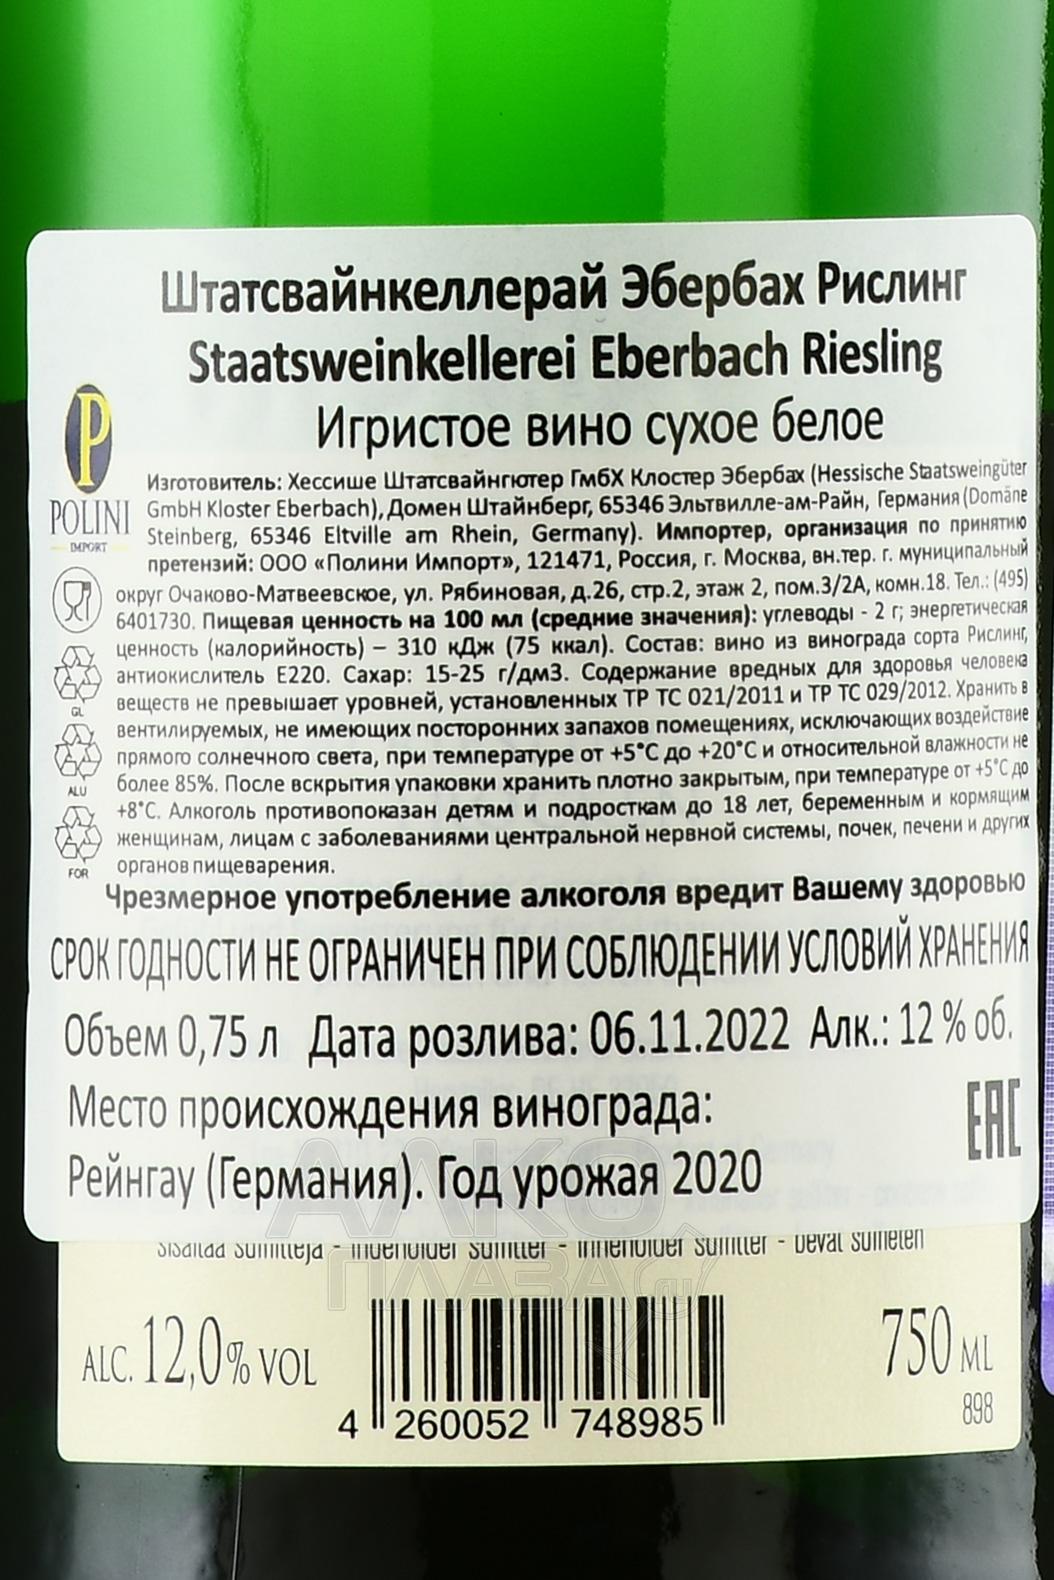 Штатсвайнкеллерай Эбербах Рислинг
Staatsweinkellerei Eberbach Riesling
Игристое вино сухое белое
P
POLINI
IMPORT
Изготовитель: Хессише Штатсвайнгютер ГмбХ Клостер Эбербах (Hessische Staatsweingüter
GmbH Kloster Eberbach), Домен Штайнберг, 65346 Эльтвилле-ам-Райн, Германия (Domäne
Steinberg, 65346 Eltville am Rhein, Germany). Импортер, организация по принятию
претензий: ООО «Полини Импорт», 121471, Россия, г. Москва, вн.тер. г. муниципальный
округ Очаково-Матвеевское, ул. Рябиновая, д.26, стр.2, этаж 2, пом.3/2А, комн.18. Тел.: (495)
6401730. Пищевая ценность на 100 мл (средние значения): углеводы - 2 г; энергетическая
ценность (калорийность) – 310 кДж (75 ккал). Состав: вино из винограда сорта Рислинг,
антиокислитель Е220. Сахар: 15-25 г/дм3. Содержание вредных для здоровья человека
веществ не превышает уровней, установленных ТР ТС 021/2011 и ТР ТС 029/2012. Хранить в
вентилируемых, не имеющих посторонних запахов помещениях, исключающих воздействие
прямого солнечного света, при температуре от +5°С до +20°С и относительной влажности не
более 85%. После вскрытия упаковки хранить плотно закрытым, при температуре от +5°С до
+8°С. Алкоголь противопоказан детям и подросткам до 18 лет, беременным и кормящим
женщинам, лицам с заболеваниями центральной нервной системы, почек, печени и других
органов пищеварения.
GL
ALU
FOR
Чрезмерное употребление алкоголя вредит Вашему здоровью
СРОК ГОДНОСТИ НЕ ОГРАНИЧЕН ПРИ СОБЛЮДЕНИИ УСЛОВИЙ ХРАНЕНИЯ
Объем 0,75 л Дата розлива: 06.11.2022 Алк.: 12 % об.
Место происхождения винограда:
Рейнгау (Германия). Год урожая 2020
EAC
АЛКО
ПЛАЗА.ru
sisältää sulfiitteja - indeholder sulfitter - inneholder sulfitter -
ALC. 12,0% VOL
750 ML
898
4 260052 748985